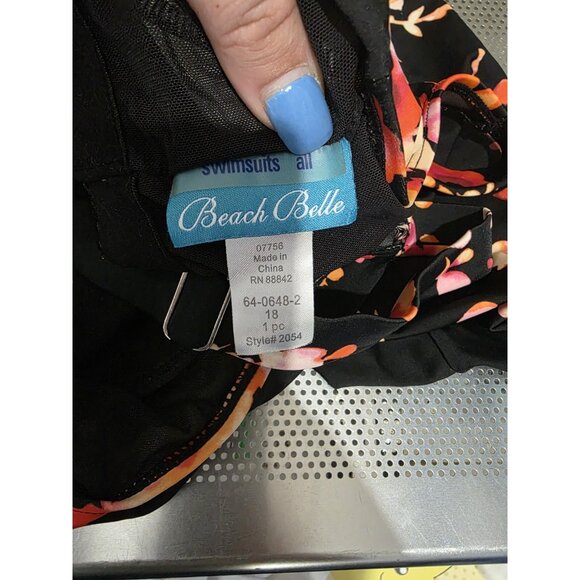 swimsuits all
Beach Belle
07756
Made in
China
RN 88842
64-0648-2
18
1 pc
Style# 2054